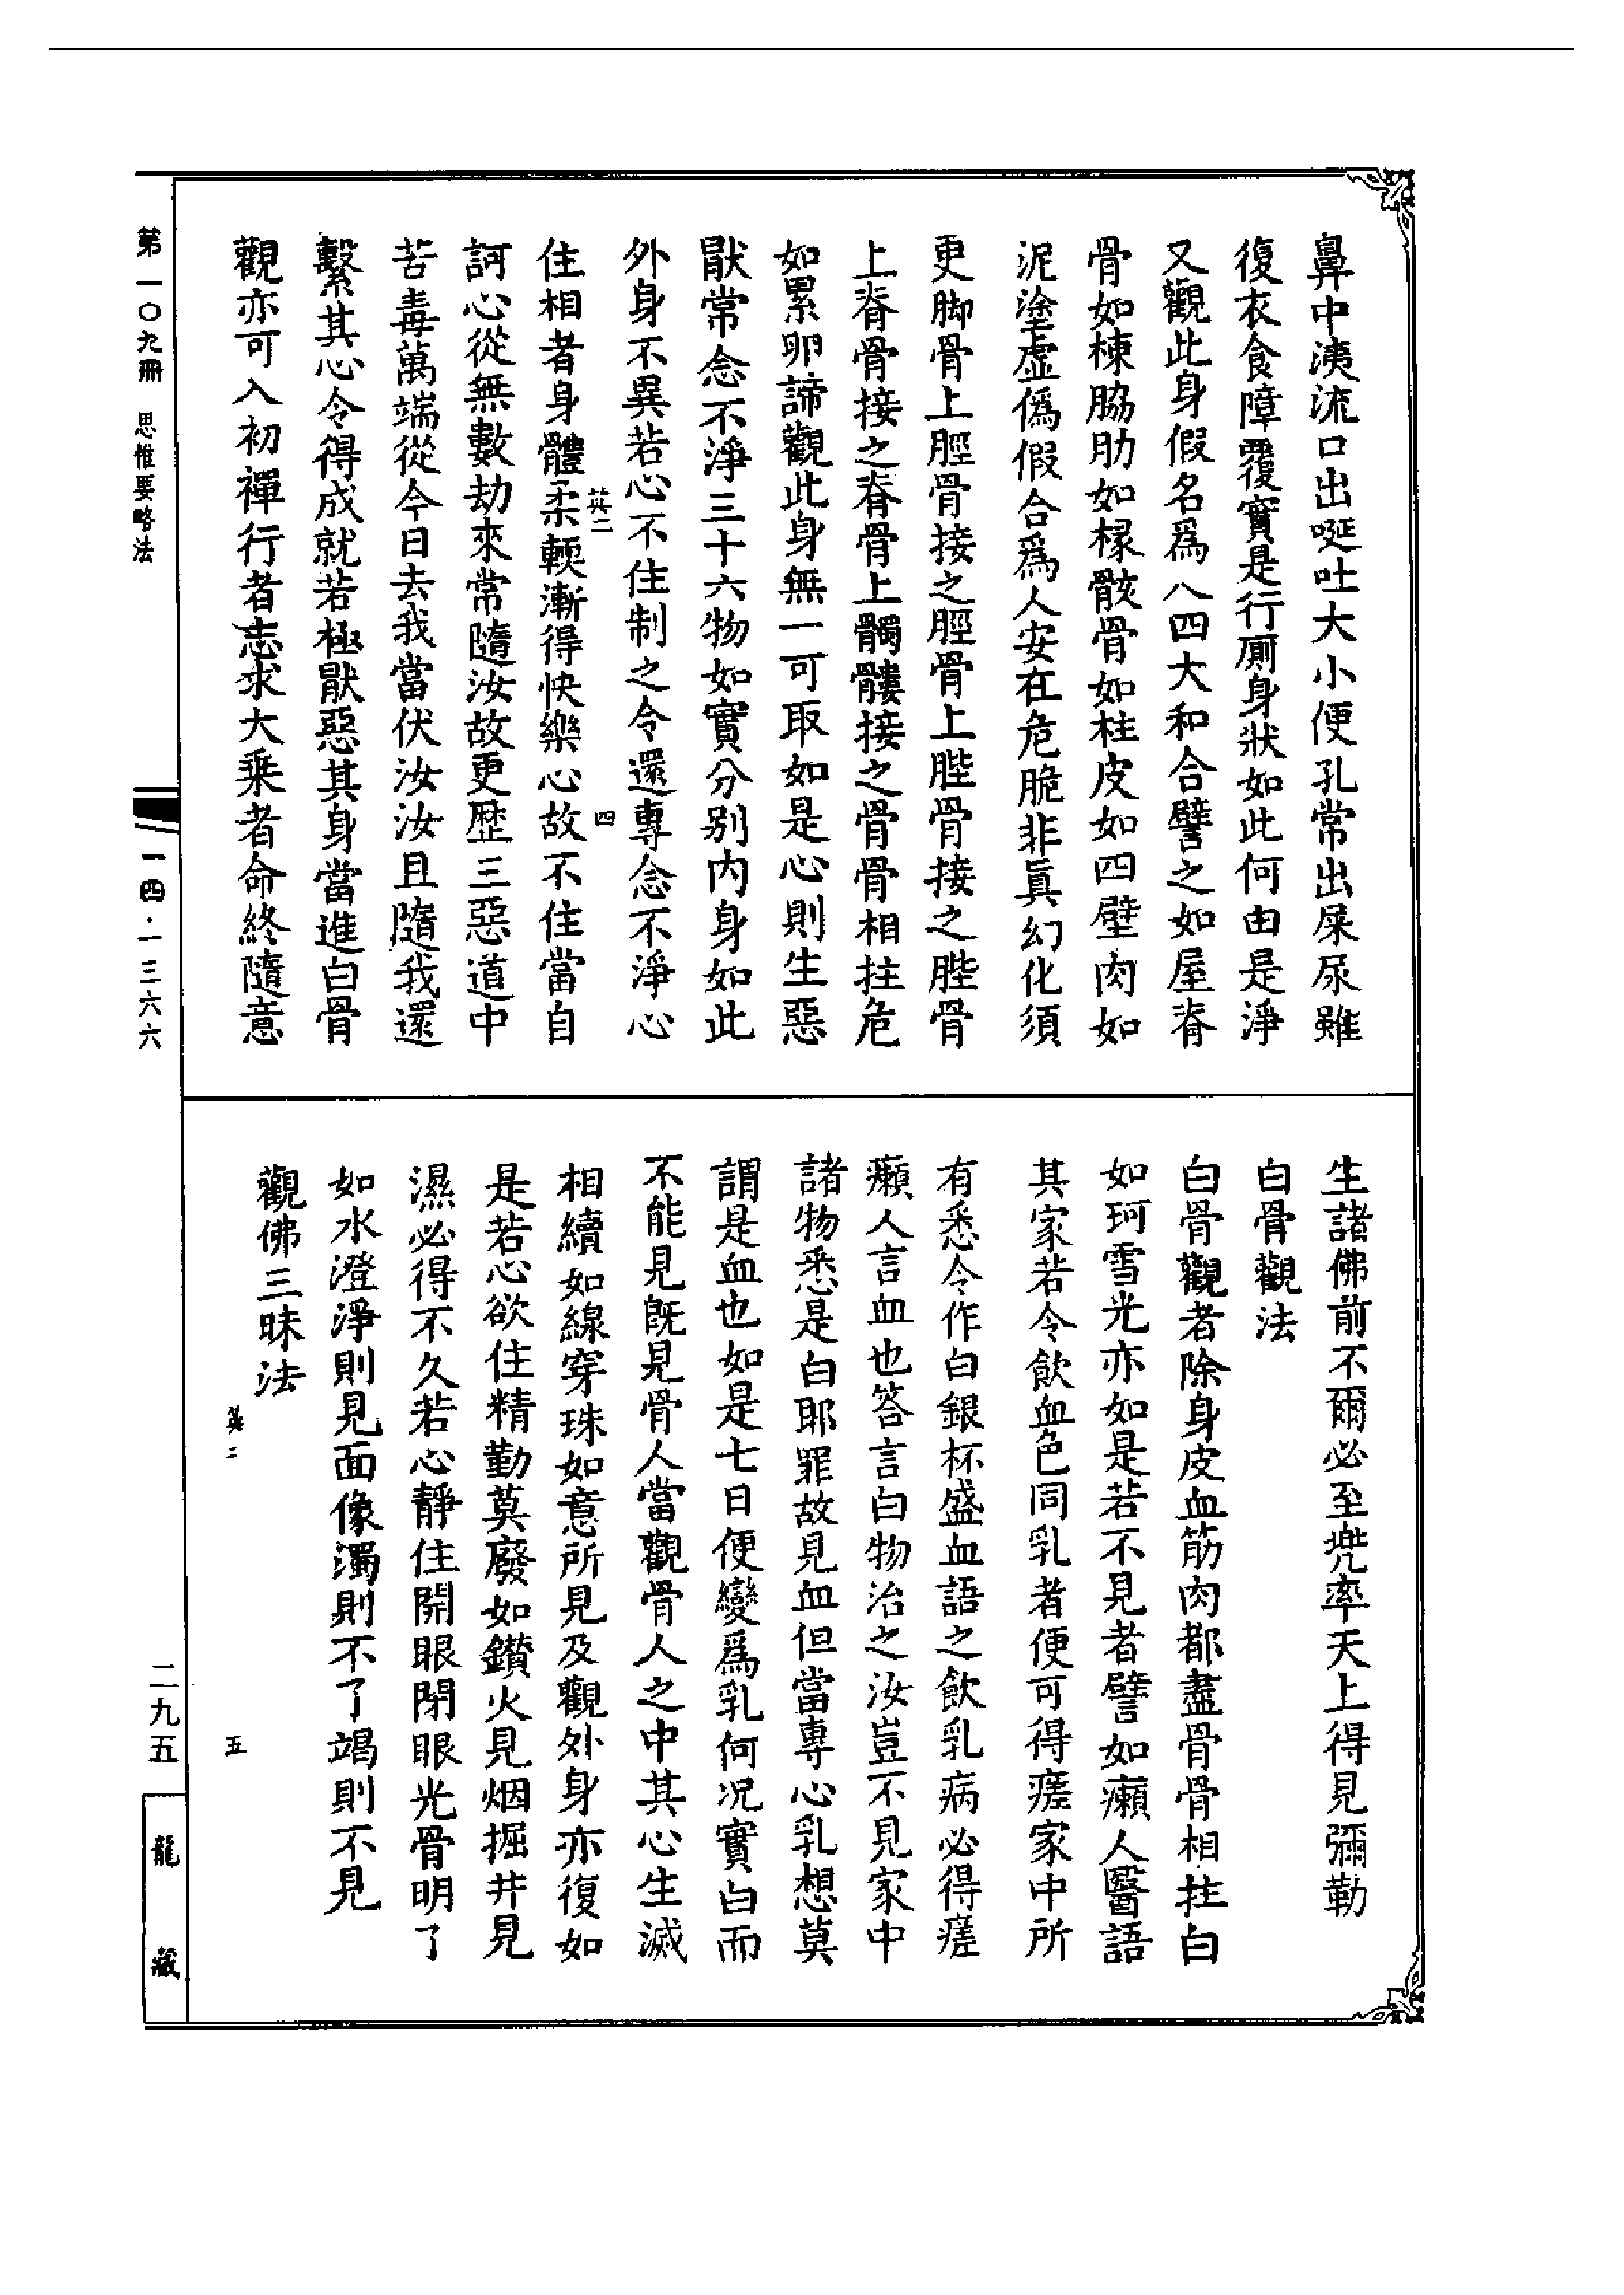 鼻中洟流口出唌吐大小便孔常出屎尿雖
復衣食障覆實是行廁身狀如此何由是淨
又觀此身假名爲人四大和合譬之如屋脊
骨如棟脇肋如椽骸骨如柱皮如四壁肉如
泥塗虛僞假合爲人安在危脆非眞幻化須
更脚骨上脛骨接之脛骨上䏶骨接之䏶骨
上脊骨接之脊骨上髑髏接之骨骨相拄危
如累卵諦觀此身無一可取如是心則生惡
猒常念不淨三十六物如實分別内身如此
外身不異若心不住制之令還專念不淨心
英二
四
住相者身體柔輭漸得快樂心故不住當自
訶心從無數劫來常隨汝故更歷三惡道中
苦毒萬端從今日去我當伏汝汝且隨我還
繫其心令得成就若極猒惡其身當進白骨
觀亦可入初禪行者志求大乘者命終隨意
生諸佛前不爾必至兠率天上得見彌勒
白骨觀法
白骨觀者除身皮血筋肉都盡骨骨相拄白
如珂雪光亦如是若不見者譬如癩人醫語
其家若令飲血色同乳者便可得瘥家中所
有悉令作白銀杯盛血語之飲乳病必得瘥
癩人言血也答言白物治之汝豈不見家中
諸物悉是白耶罪故見血但當專心乳想莫
謂是血也如是七日便變爲乳何况實白而
不能見旣見骨人當觀骨人之中其心生滅
相續如線穿珠如意所見及觀外身亦復如
是若心欲住精勤莫廢如鑚火見烟掘井見
濕必得不久若心靜住開眼閉眼光骨明了
如水澄淨則見面像濁則不了竭則不見
觀佛三昧法
英二
五
第一〇九冊 思惟要略法
一四·一三六六
二九五
龍藏